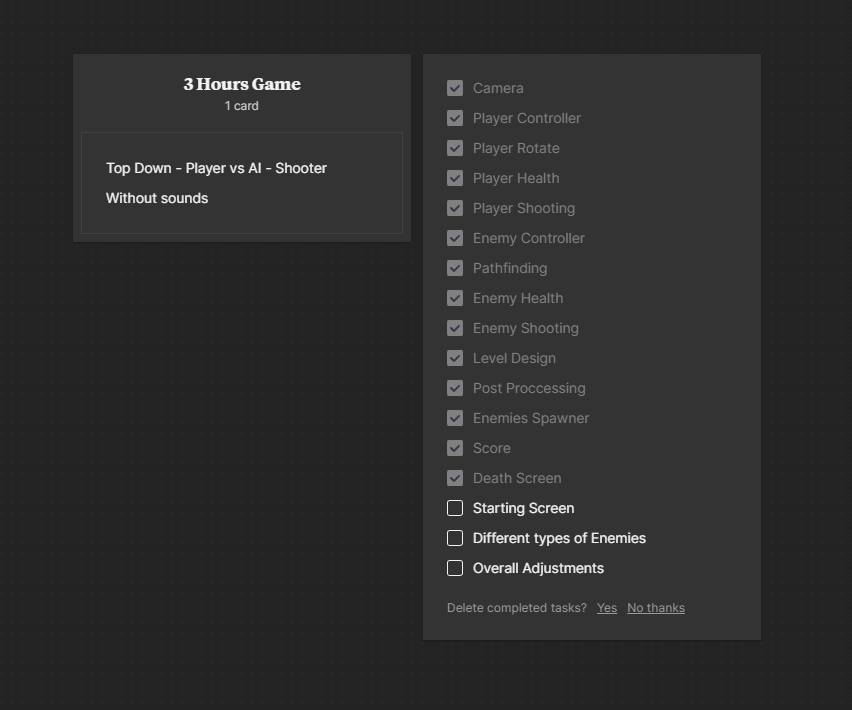 3 Hours Game
1 card
Top Down - Player vs AI - Shooter
Without sounds
Camera
Player Controller
Player Rotate
Player Health
Player Shooting
Enemy Controller
Pathfinding
Enemy Health
Enemy Shooting
Level Design
Post Proccessing
Enemies Spawner
Score
Death Screen
Starting Screen
Different types of Enemies
Overall Adjustments
Delete completed tasks? Yes No thanks